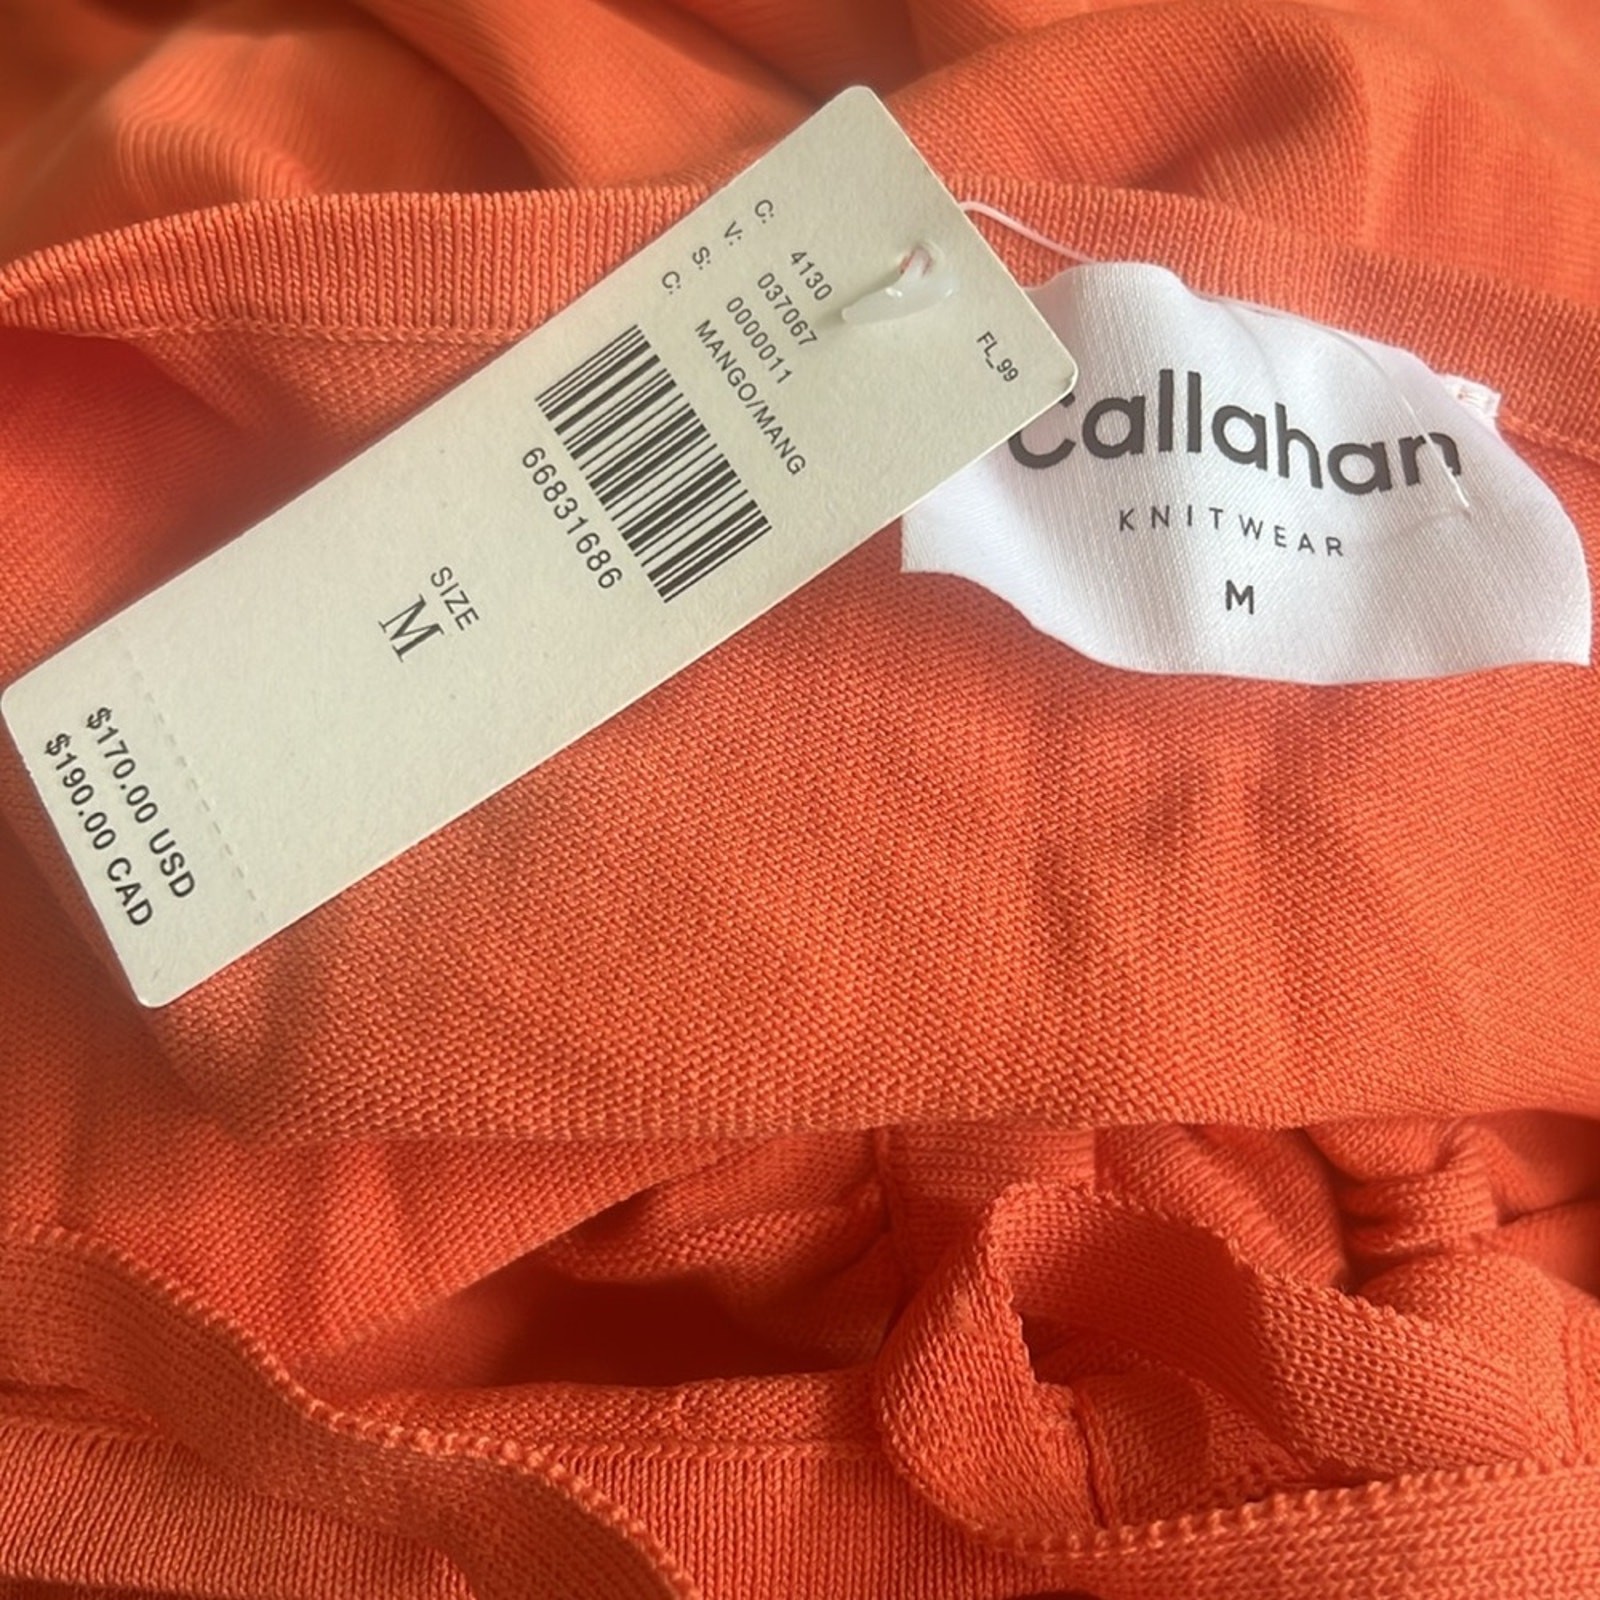 FL_99
C: 4130
V: 037067
S: 0000011
C: MANGO/MANG
66831686
SIZE
M
$170.00 USD
$190.00 CAD
Callahan
KNITWEAR
M